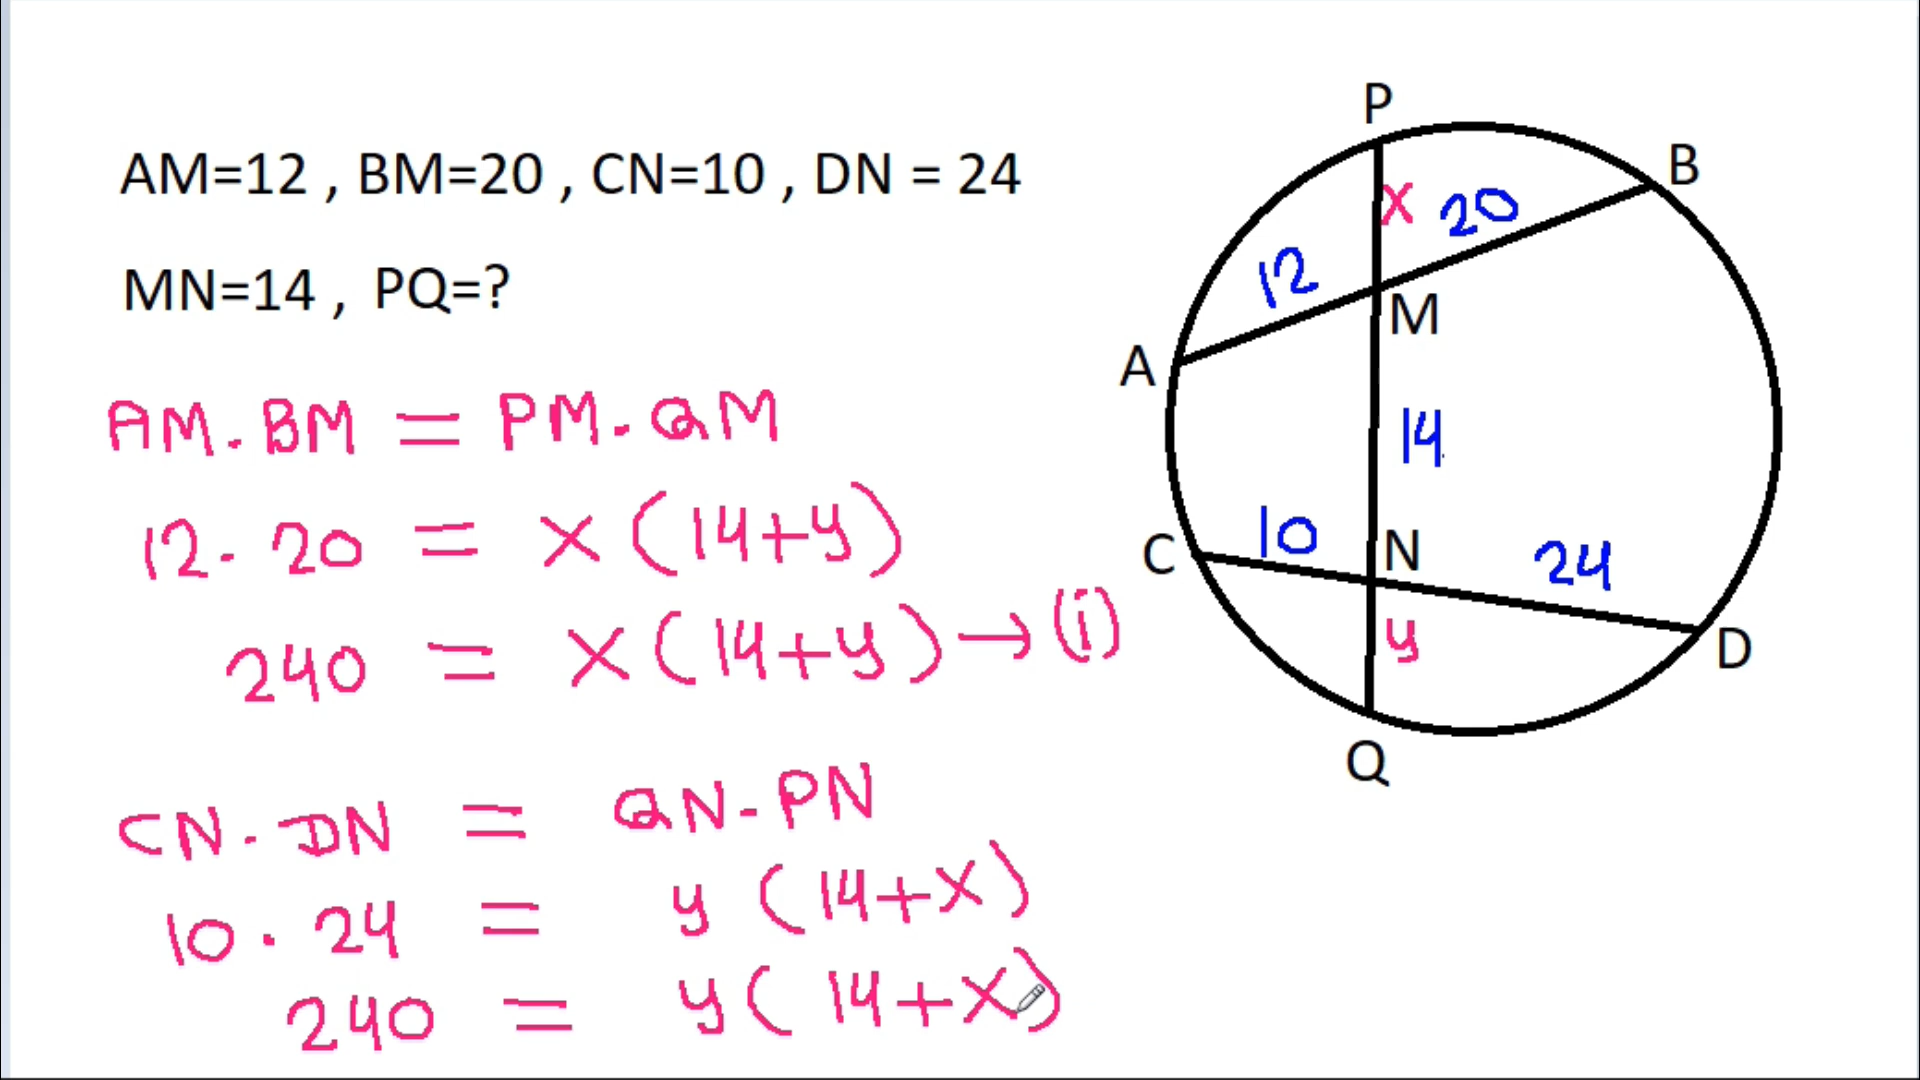 AM=12 , BM=20 , CN=10 , DN = 24
MN=14 , PQ=?
AM.BM = PM.QM
12. 20 = x(14+y)
240 = x(14+y)→(i)
CN.DN = QN.PN
10.24 = y(14+x)
240 = y(14+x)
P
B
x
20
12
M
A
14
10
N
C
24
y
D
Q